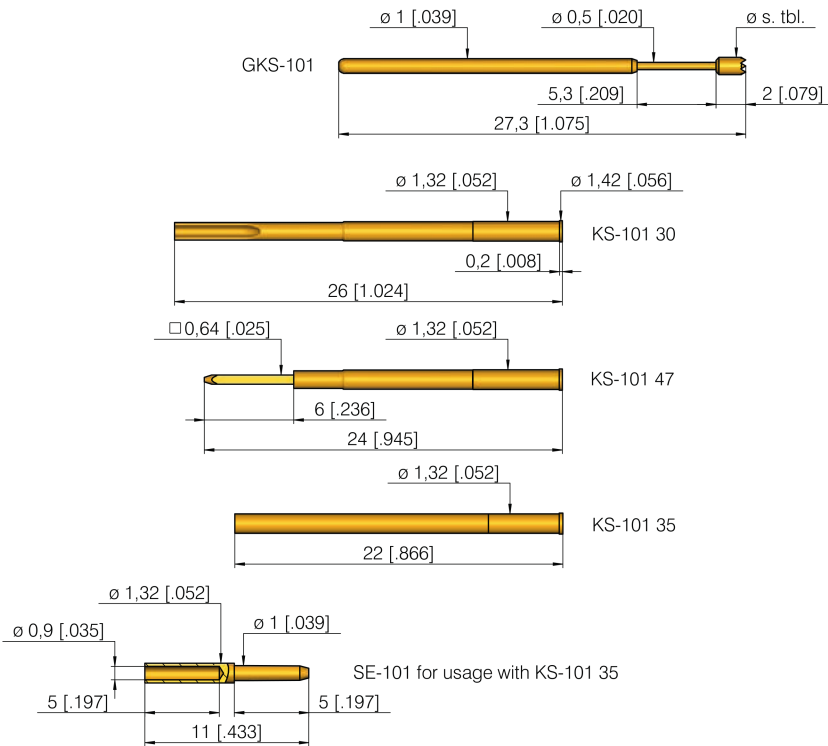 ø 1 [.039]
ø 0,5 [.020]
ø s. tbl.
GKS-101
5,3 [.209]
2 [.079]
27,3 [1.075]
ø 1,32 [.052]
ø 1,42 [.056]
KS-101 30
0,2 [.008]
26 [1.024]
□ 0,64 [.025]
ø 1,32 [.052]
KS-101 47
6 [.236]
24 [.945]
ø 1,32 [.052]
KS-101 35
22 [.866]
ø 1,32 [.052]
ø 0,9 [.035]
ø 1 [.039]
SE-101 for usage with KS-101 35
5 [.197]
5 [.197]
11 [.433]